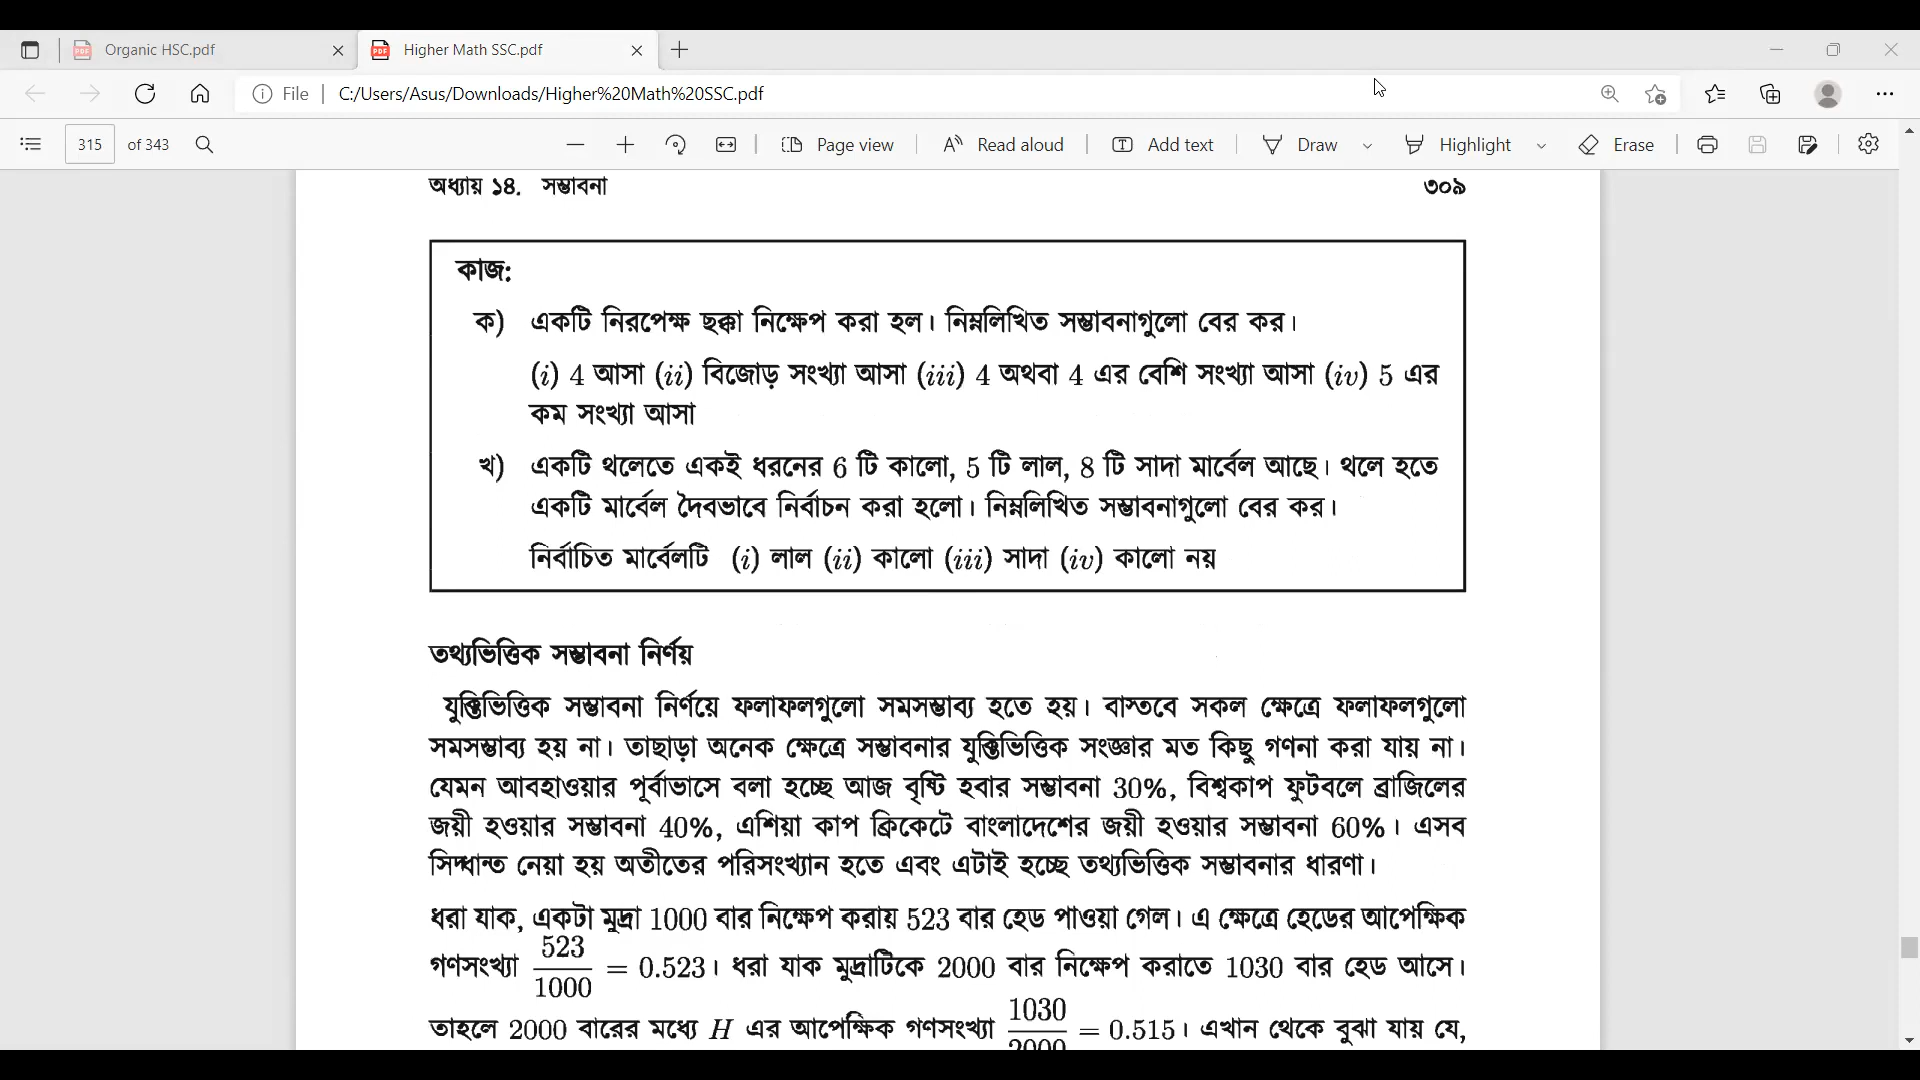 Organic HSC.pdf
Higher Math SSC.pdf
File
C:/Users/Asus/Downloads/Higher%20Math%20SSC.pdf
315 of 343
Page view
Read aloud
Add text
Draw
Highlight
Erase
অধ্যায় ১৪. সম্ভাবনা
৩০৯
কাজ:
ক) একটি নিরপেক্ষ ছক্কা নিক্ষেপ করা হল। নিম্নলিখিত সম্ভাবনাগুলো বের কর।
(i) 4 আসা (ii) বিজোড় সংখ্যা আসা (iii) 4 অথবা 4 এর বেশি সংখ্যা আসা (iv) 5 এর
কম সংখ্যা আসা
খ) একটি থলেতে একই ধরনের 6 টি কালো, 5 টি লাল, 8 টি সাদা মার্বেল আছে। থলে হতে
একটি মার্বেল দৈবভাবে নির্বাচন করা হলো। নিম্নলিখিত সম্ভাবনাগুলো বের কর।
নির্বাচিত মার্বেলটি (i) লাল (ii) কালো (iii) সাদা (iv) কালো নয়
তথ্যভিত্তিক সম্ভাবনা নির্ণয়
যুক্তিভিত্তিক সম্ভাবনা নির্ণয়ে ফলাফলগুলো সমসম্ভাব্য হতে হয়। বাস্তবে সকল ক্ষেত্রে ফলাফলগুলো
সমসম্ভাব্য হয় না। তাছাড়া অনেক ক্ষেত্রে সম্ভাবনার যুক্তিভিত্তিক সংজ্ঞার মত কিছু গণনা করা যায় না।
যেমন আবহাওয়ার পূর্বাভাসে বলা হচ্ছে আজ বৃষ্টি হবার সম্ভাবনা 30%, বিশ্বকাপ ফুটবলে ব্রাজিলের
জয়ী হওয়ার সম্ভাবনা 40%, এশিয়া কাপ ক্রিকেটে বাংলাদেশের জয়ী হওয়ার সম্ভাবনা 60%। এসব
সিদ্ধান্ত নেয়া হয় অতীতের পরিসংখ্যান হতে এবং এটাই হচ্ছে তথ্যভিত্তিক সম্ভাবনার ধারণা।
ধরা যাক, একটা মুদ্রা 1000 বার নিক্ষেপ করায় 523 বার হেড পাওয়া গেল। এ ক্ষেত্রে হেডের আপেক্ষিক
গণসংখ্যা 523/1000 = 0.523। ধরা যাক মুদ্রাটিকে 2000 বার নিক্ষেপ করাতে 1030 বার হেড আসে।
তাহলে 2000 বারের মধ্যে H এর আপেক্ষিক গণসংখ্যা 1030/2000 = 0.515। এখান থেকে বুঝা যায় যে,